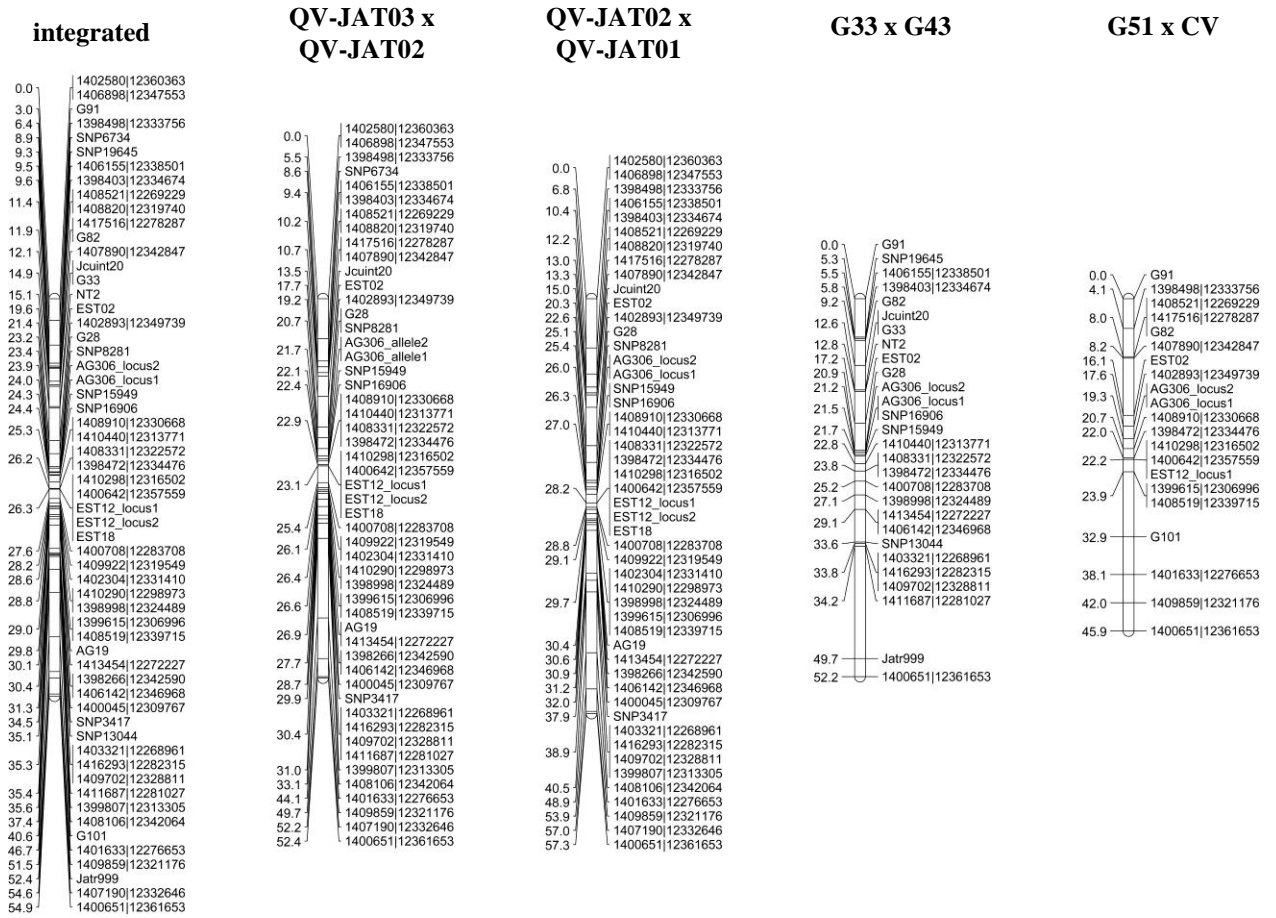 integrated
1402580|12360363
0.0
1406898|12347553
3.0 G91
6.4 1398498|12333756
8.9 SNP6734
9.3 SNP19645
9.5 1406155|12338501
9.6 1398403|12334674
1408521|12269229
11.4
1408820|12319740
1417516|12278287
11.9
G82
12.1 1407890|12342847
Jcuint20
14.9
G33
15.1 NT2
19.6 EST02
21.4 1402893|12349739
23.2 G28
23.4 SNP8281
23.9 AG306_locus2
24.0 AG306_locus1
24.3 SNP15949
24.4 SNP16906
1408910|12330668
25.3
1410440|12313771
1408331|12322572
26.2
1398472|12334476
1410298|12316502
1400642|12357559
26.3 EST12_locus1
EST12_locus2
EST18
27.6 1400708|12283708
28.2 1409922|12319549
28.6 1402304|12331410
1410290|12298973
28.8
1398998|12324489
1399615|12306996
29.0
1408519|12339715
29.8 AG19
30.1 1413454|12272227
1398266|12342590
30.4
1406142|12346968
31.3 1400045|12309767
34.5 SNP3417
35.1 SNP13044
1403321|12268961
35.3 1416293|12282315
1409702|12328811
35.4 1411687|12281027
35.6 1399807|12313305
37.4 1408106|12342064
40.6 G101
46.7 1401633|12276653
51.5 1409859|12321176
52.4 Jatr999
54.6 1407190|12332646
54.9 1400651|12361653
QV-JAT03 x
QV-JAT02
1402580|12360363
0.0
1406898|12347553
5.5 1398498|12333756
8.6 SNP6734
1406155|12338501
9.4
1398403|12334674
1408521|12269229
10.2
1408820|12319740
1417516|12278287
10.7
1407890|12342847
13.5 Jcuint20
17.7 EST02
19.2 1402893|12349739
G28
20.7
SNP8281
AG306_allele2
21.7
AG306_allele1
22.1 SNP15949
22.4 SNP16906
1408910|12330668
1410440|12313771
22.9
1408331|12322572
1398472|12334476
1410298|12316502
1400642|12357559
23.1 EST12_locus1
EST12_locus2
EST18
25.4 1400708|12283708
1409922|12319549
26.1
1402304|12331410
1410290|12298973
26.4
1398998|12324489
1399615|12306996
26.6
1408519|12339715
AG19
26.9
1413454|12272227
1398266|12342590
27.7
1406142|12346968
28.7 1400045|12309767
29.9 SNP3417
1403321|12268961
1416293|12282315
30.4
1409702|12328811
1411687|12281027
31.0 1399807|12313305
33.1 1408106|12342064
44.1 1401633|12276653
49.7 1409859|12321176
52.2 1407190|12332646
52.4 1400651|12361653
QV-JAT02 x
QV-JAT01
1402580|12360363
0.0
1406898|12347553
6.8 1398498|12333756
1406155|12338501
10.4
1398403|12334674
1408521|12269229
12.2
1408820|12319740
13.0 1417516|12278287
13.3 1407890|12342847
15.0 Jcuint20
20.3 EST02
22.6 1402893|12349739
25.1 G28
25.4 SNP8281
AG306_locus2
26.0
AG306_locus1
SNP15949
26.3
SNP16906
1408910|12330668
27.0
1410440|12313771
1408331|12322572
1398472|12334476
1410298|12316502
28.2 1400642|12357559
EST12_locus1
EST12_locus2
EST18
28.8 1400708|12283708
29.1 1409922|12319549
1402304|12331410
1410290|12298973
29.7 1398998|12324489
1399615|12306996
1408519|12339715
30.4 AG19
30.6 1413454|12272227
30.9 1398266|12342590
31.2 1406142|12346968
32.0 1400045|12309767
37.9 SNP3417
1403321|12268961
1416293|12282315
38.9
1409702|12328811
1399807|12313305
40.5 1408106|12342064
48.9 1401633|12276653
53.9 1409859|12321176
57.0 1407190|12332646
57.3 1400651|12361653
G33 x G43
0.0 G91
5.3 SNP19645
5.5 1406155|12338501
5.8 1398403|12334674
9.2 G82
Jcuint20
12.6
G33
12.8 NT2
17.2 EST02
20.9 G28
21.2 AG306_locus2
AG306_locus1
21.5
SNP16906
21.7 SNP15949
22.8 1410440|12313771
1408331|12322572
23.8
1398472|12334476
25.2 1400708|12283708
27.1 1398998|12324489
1413454|12272227
29.1
1406142|12346968
33.6 SNP13044
1403321|12268961
33.8 1416293|12282315
1409702|12328811
34.2 1411687|12281027
49.7 Jatr999
52.2 1400651|12361653
G51 x CV
0.0 G91
4.1 1398498|12333756
1408521|12269229
8.0 1417516|12278287
G82
8.2 1407890|12342847
16.1 EST02
17.6 1402893|12349739
AG306_locus2
19.3
AG306_locus1
20.7 1408910|12330668
22.0 1398472|12334476
1410298|12316502
22.2 1400642|12357559
EST12_locus1
1399615|12306996
23.9
1408519|12339715
32.9 G101
38.1 1401633|12276653
42.0 1409859|12321176
45.9 1400651|12361653